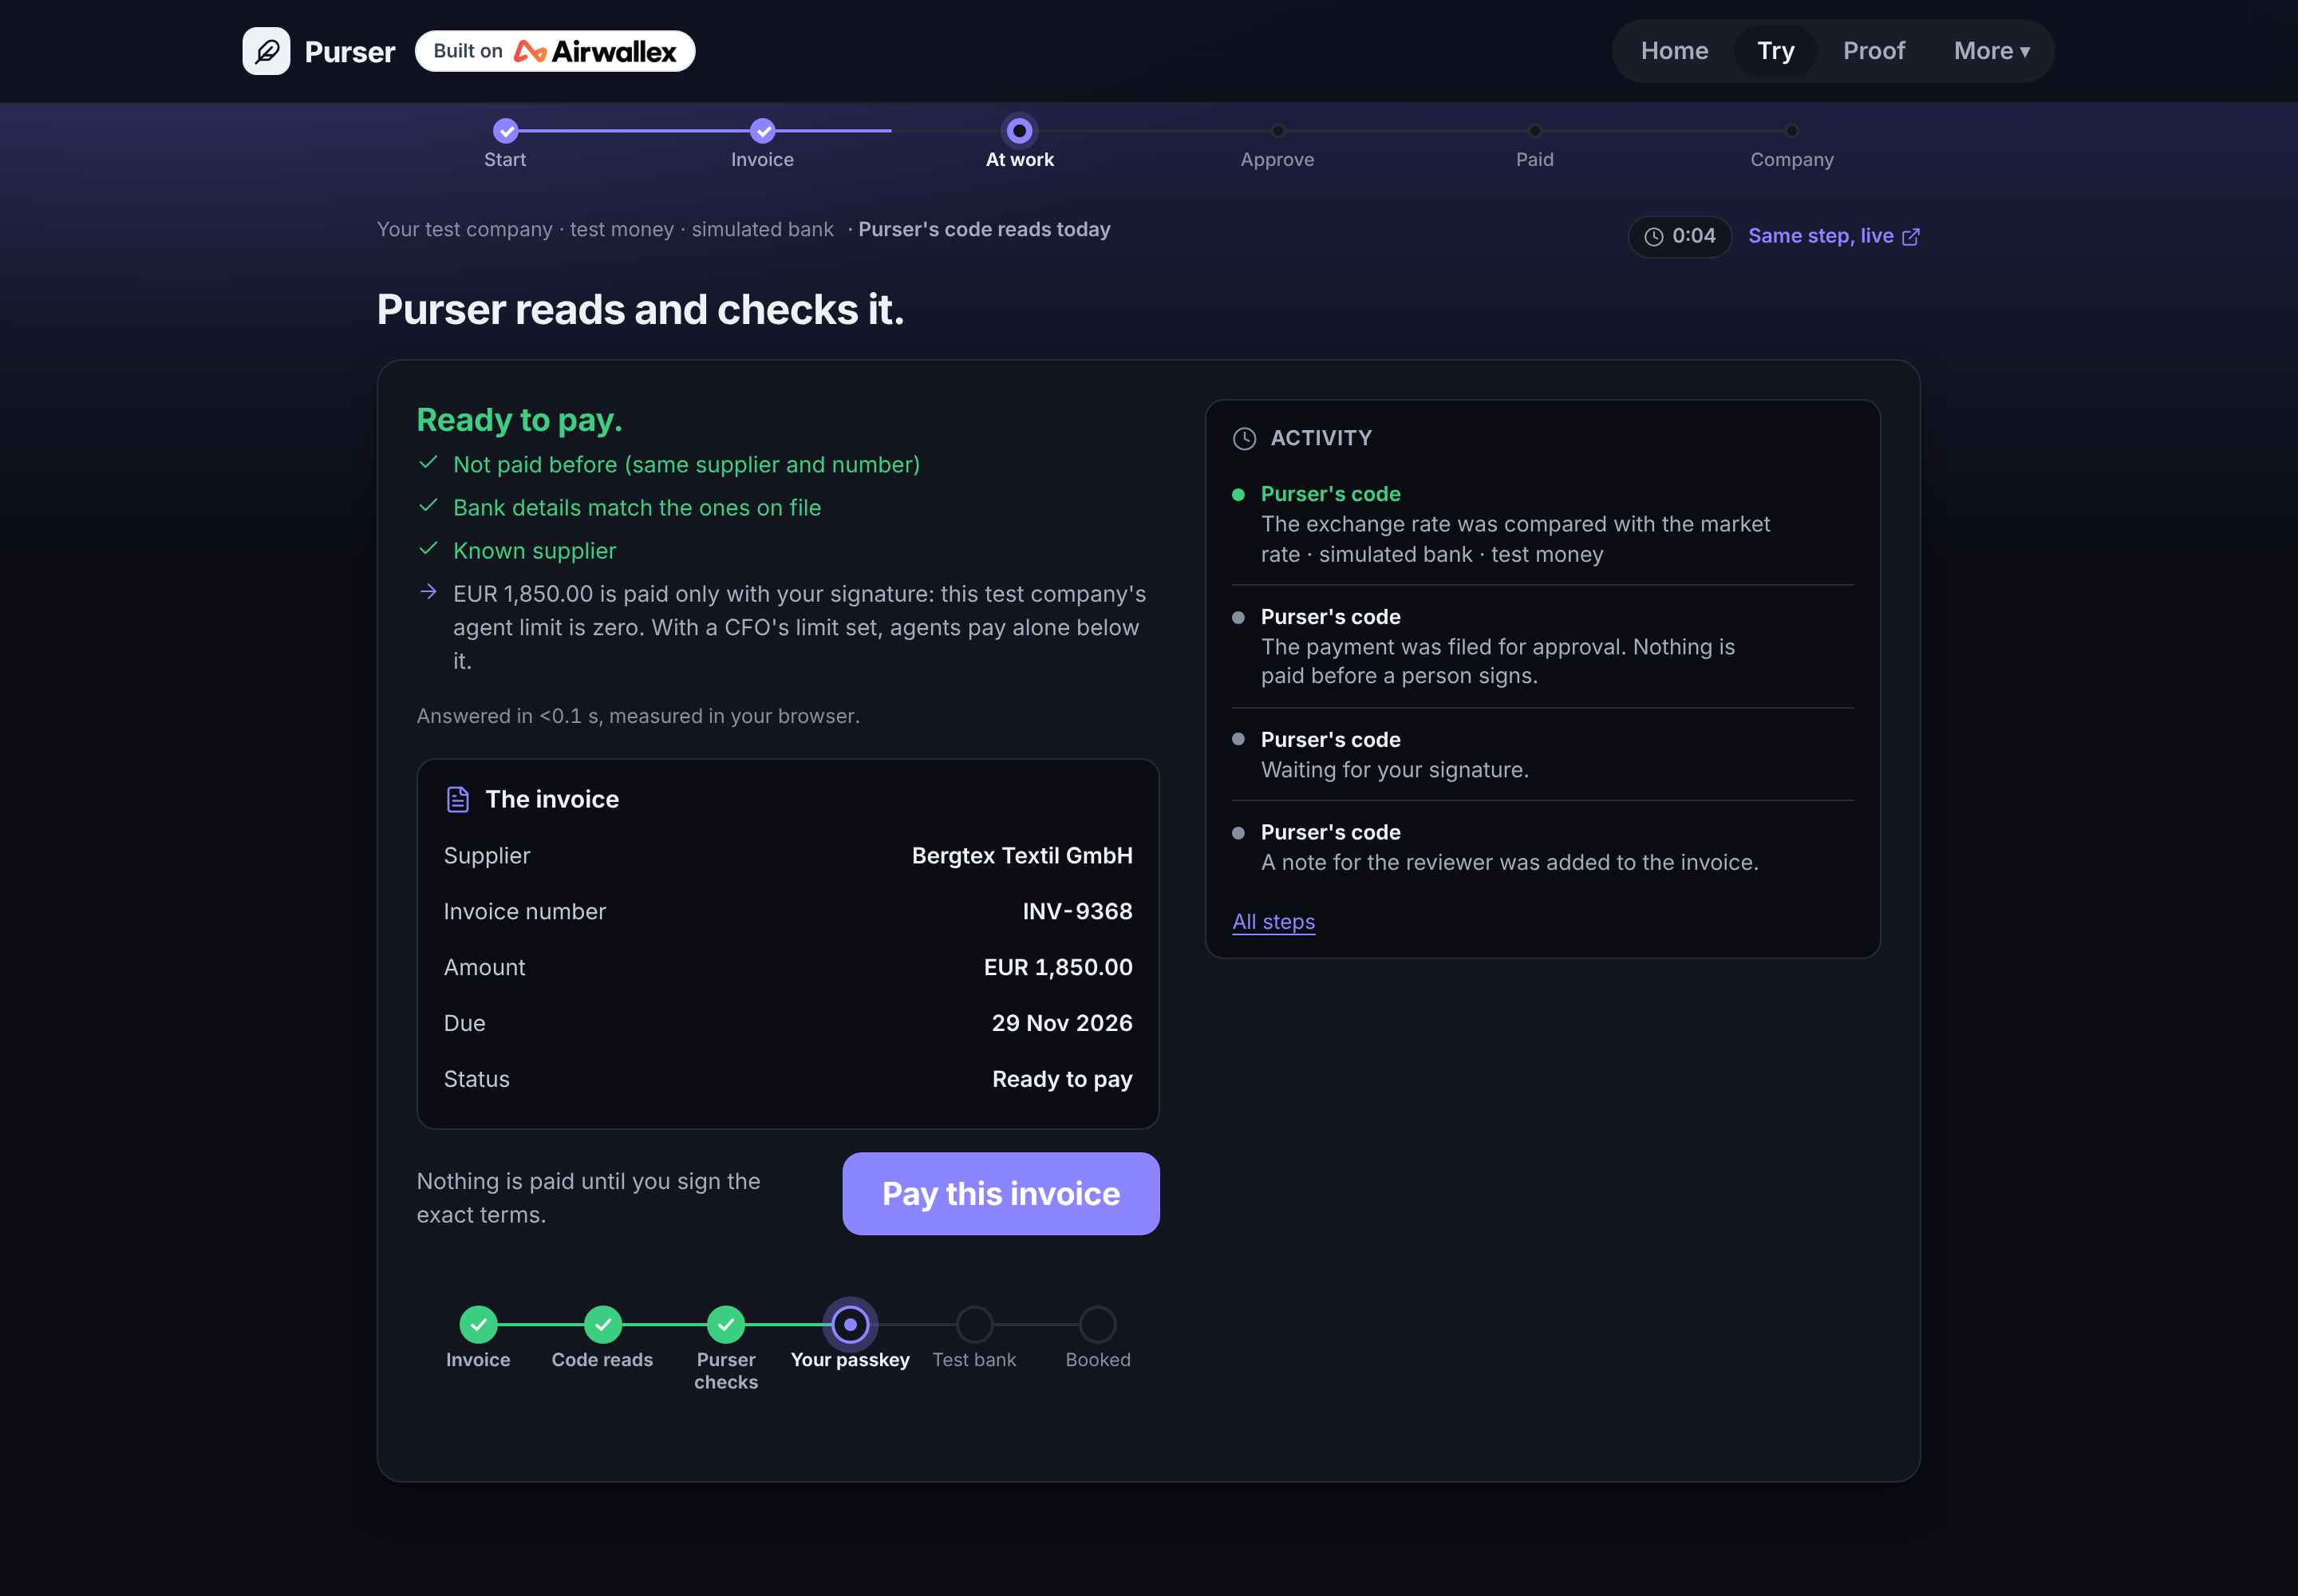 Purser
Built on Airwallex
Home
Try
Proof
More ▾
Start
Invoice
At work
Approve
Paid
Company
Your test company · test money · simulated bank · Purser's code reads today
0:04
Same step, live
Purser reads and checks it.
Ready to pay.
Not paid before (same supplier and number)
Bank details match the ones on file
Known supplier
EUR 1,850.00 is paid only with your signature: this test company's
agent limit is zero. With a CFO's limit set, agents pay alone below
it.
Answered in <0.1 s, measured in your browser.
The invoice
Supplier Bergtex Textil GmbH
Invoice number INV-9368
Amount EUR 1,850.00
Due 29 Nov 2026
Status Ready to pay
Nothing is paid until you sign the
exact terms.
Pay this invoice
Invoice
Code reads
Purser
checks
Your passkey
Test bank
Booked
ACTIVITY
Purser's code
The exchange rate was compared with the market
rate · simulated bank · test money
Purser's code
The payment was filed for approval. Nothing is
paid before a person signs.
Purser's code
Waiting for your signature.
Purser's code
A note for the reviewer was added to the invoice.
All steps